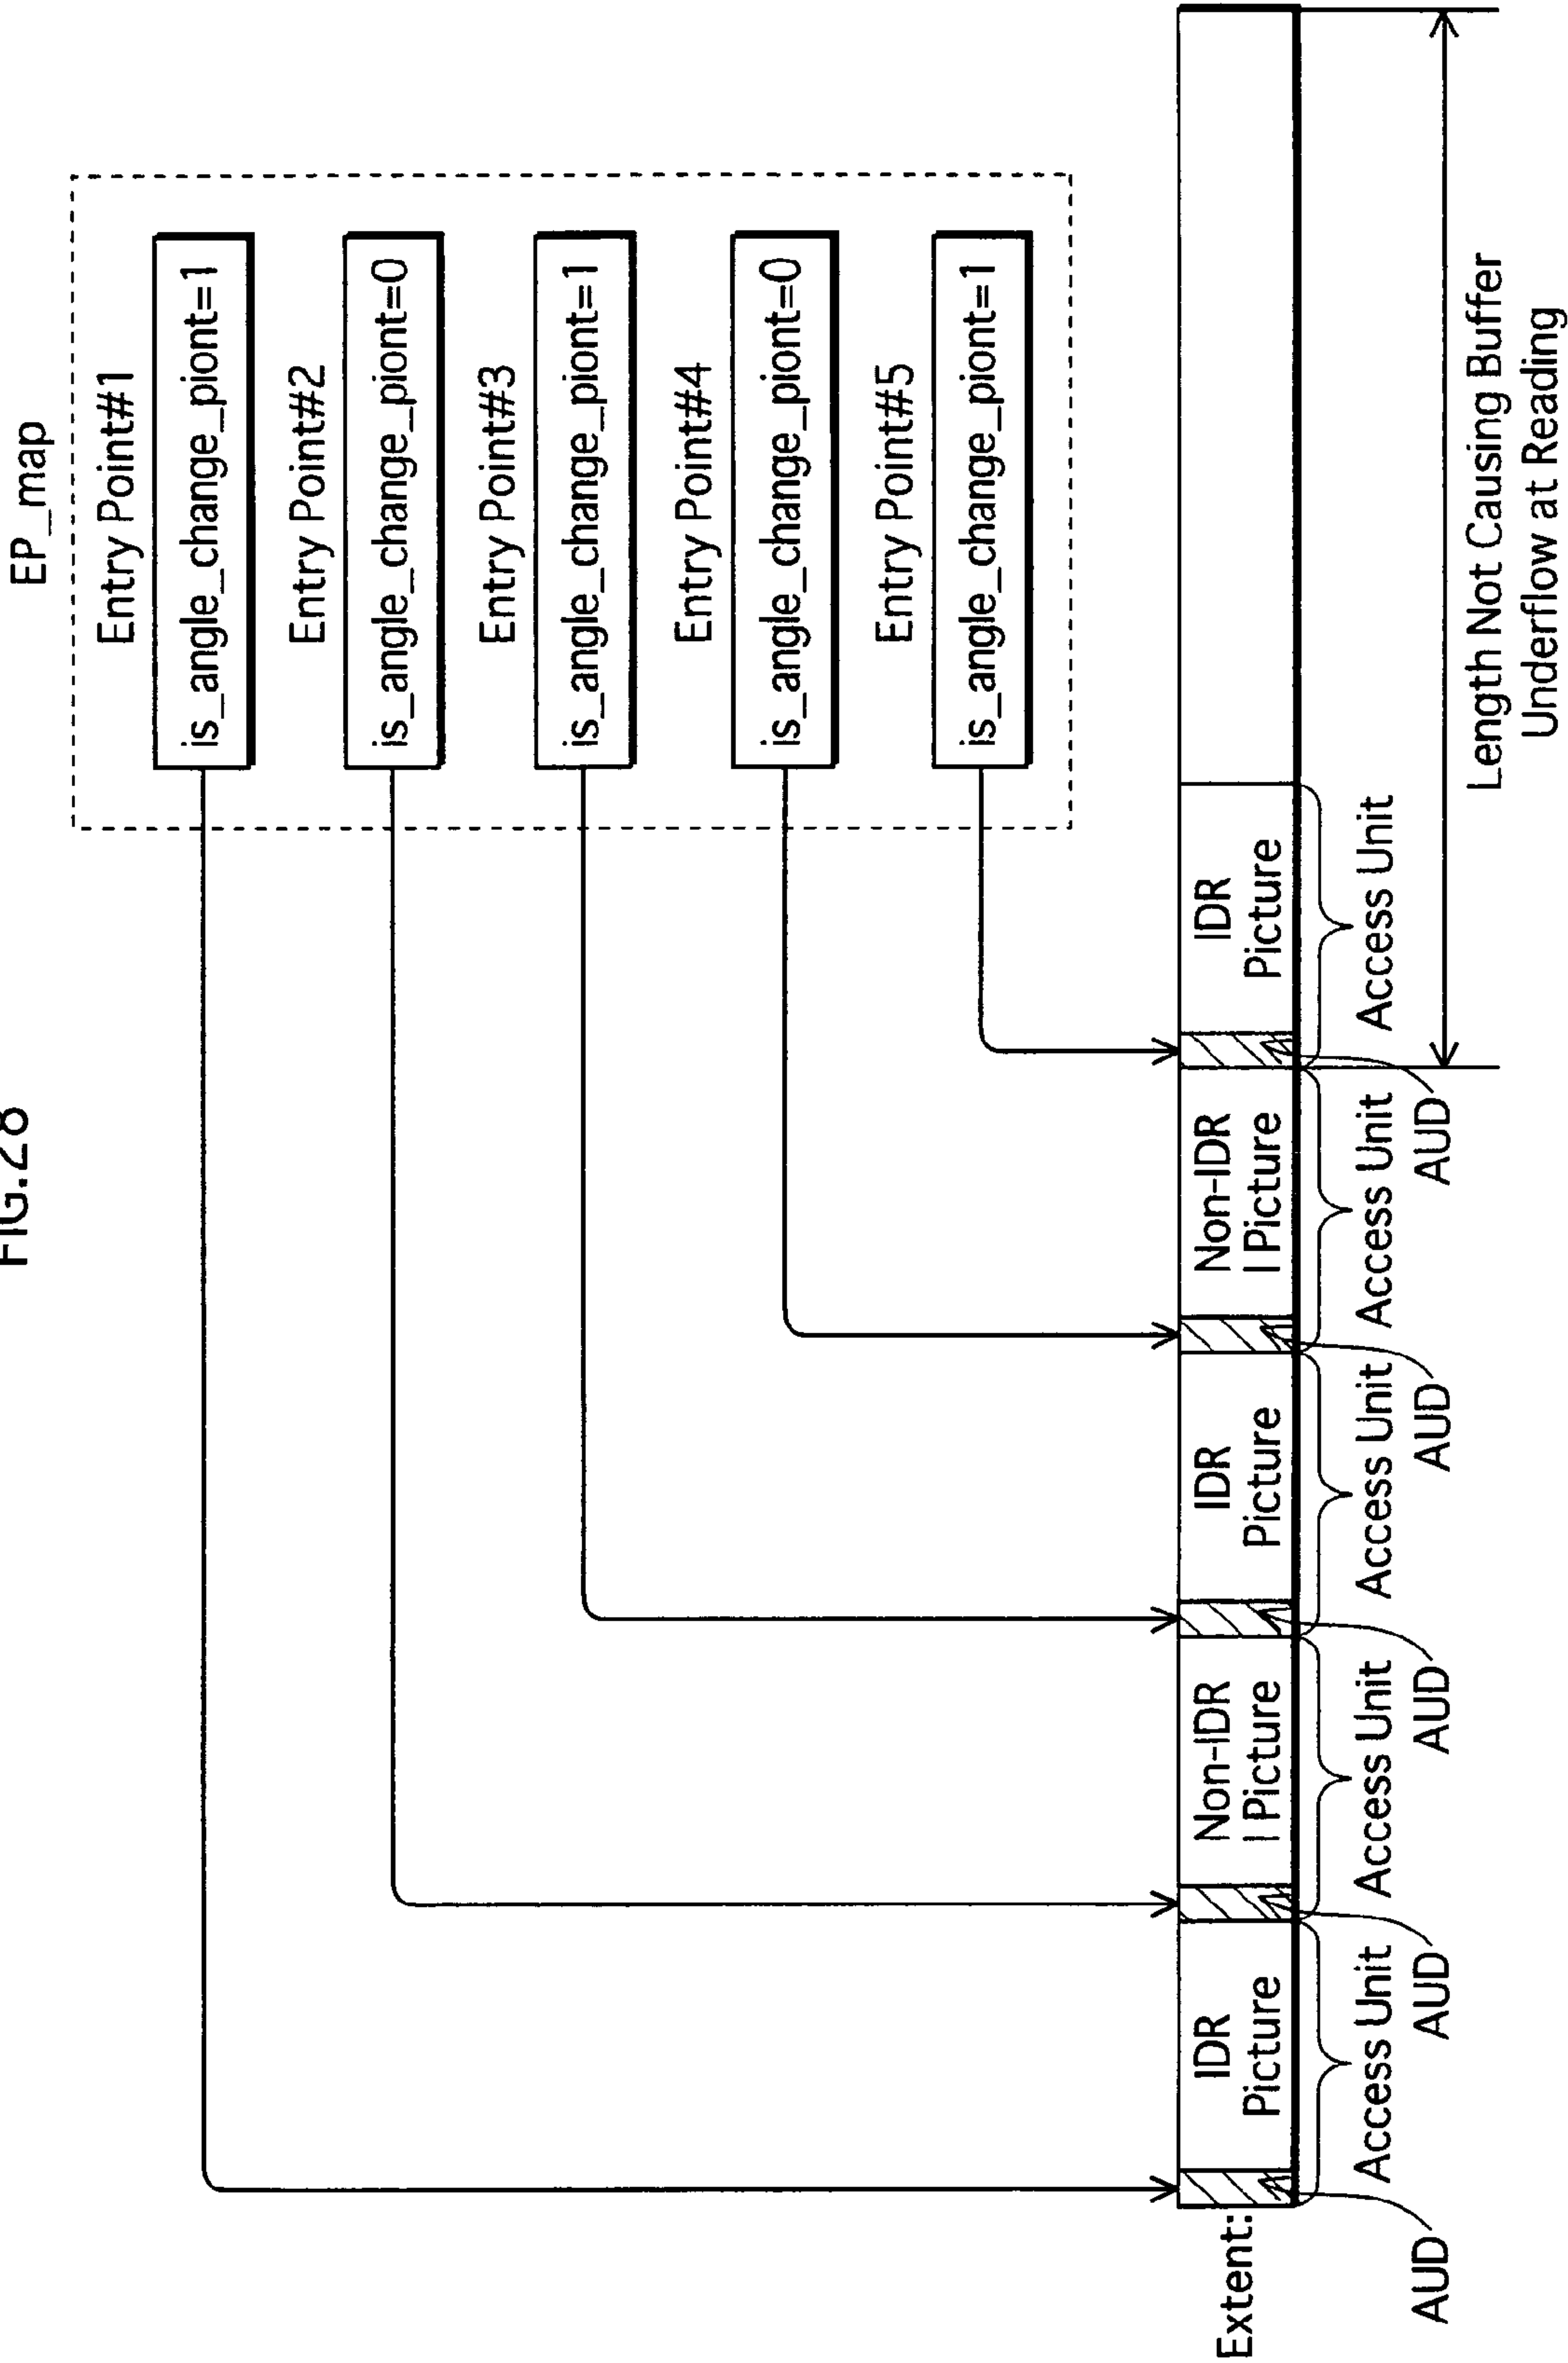 FIG.28
EP_map
Entry Point#1
is_angle_change_piont=1
Entry Point#2
is_angle_change_piont=0
Entry Point#3
is_angle_change_piont=1
Entry Point#4
is_angle_change_piont=0
Entry Point#5
is_angle_change_piont=1
Extent:
IDR
Picture
Non-IDR
I Picture
IDR
Picture
Non-IDR
I Picture
IDR
Picture
Access Unit
Access Unit
Access Unit
Access Unit
Access Unit
AUD
AUD
AUD
AUD
AUD
Length Not Causing Buffer
Underflow at Reading